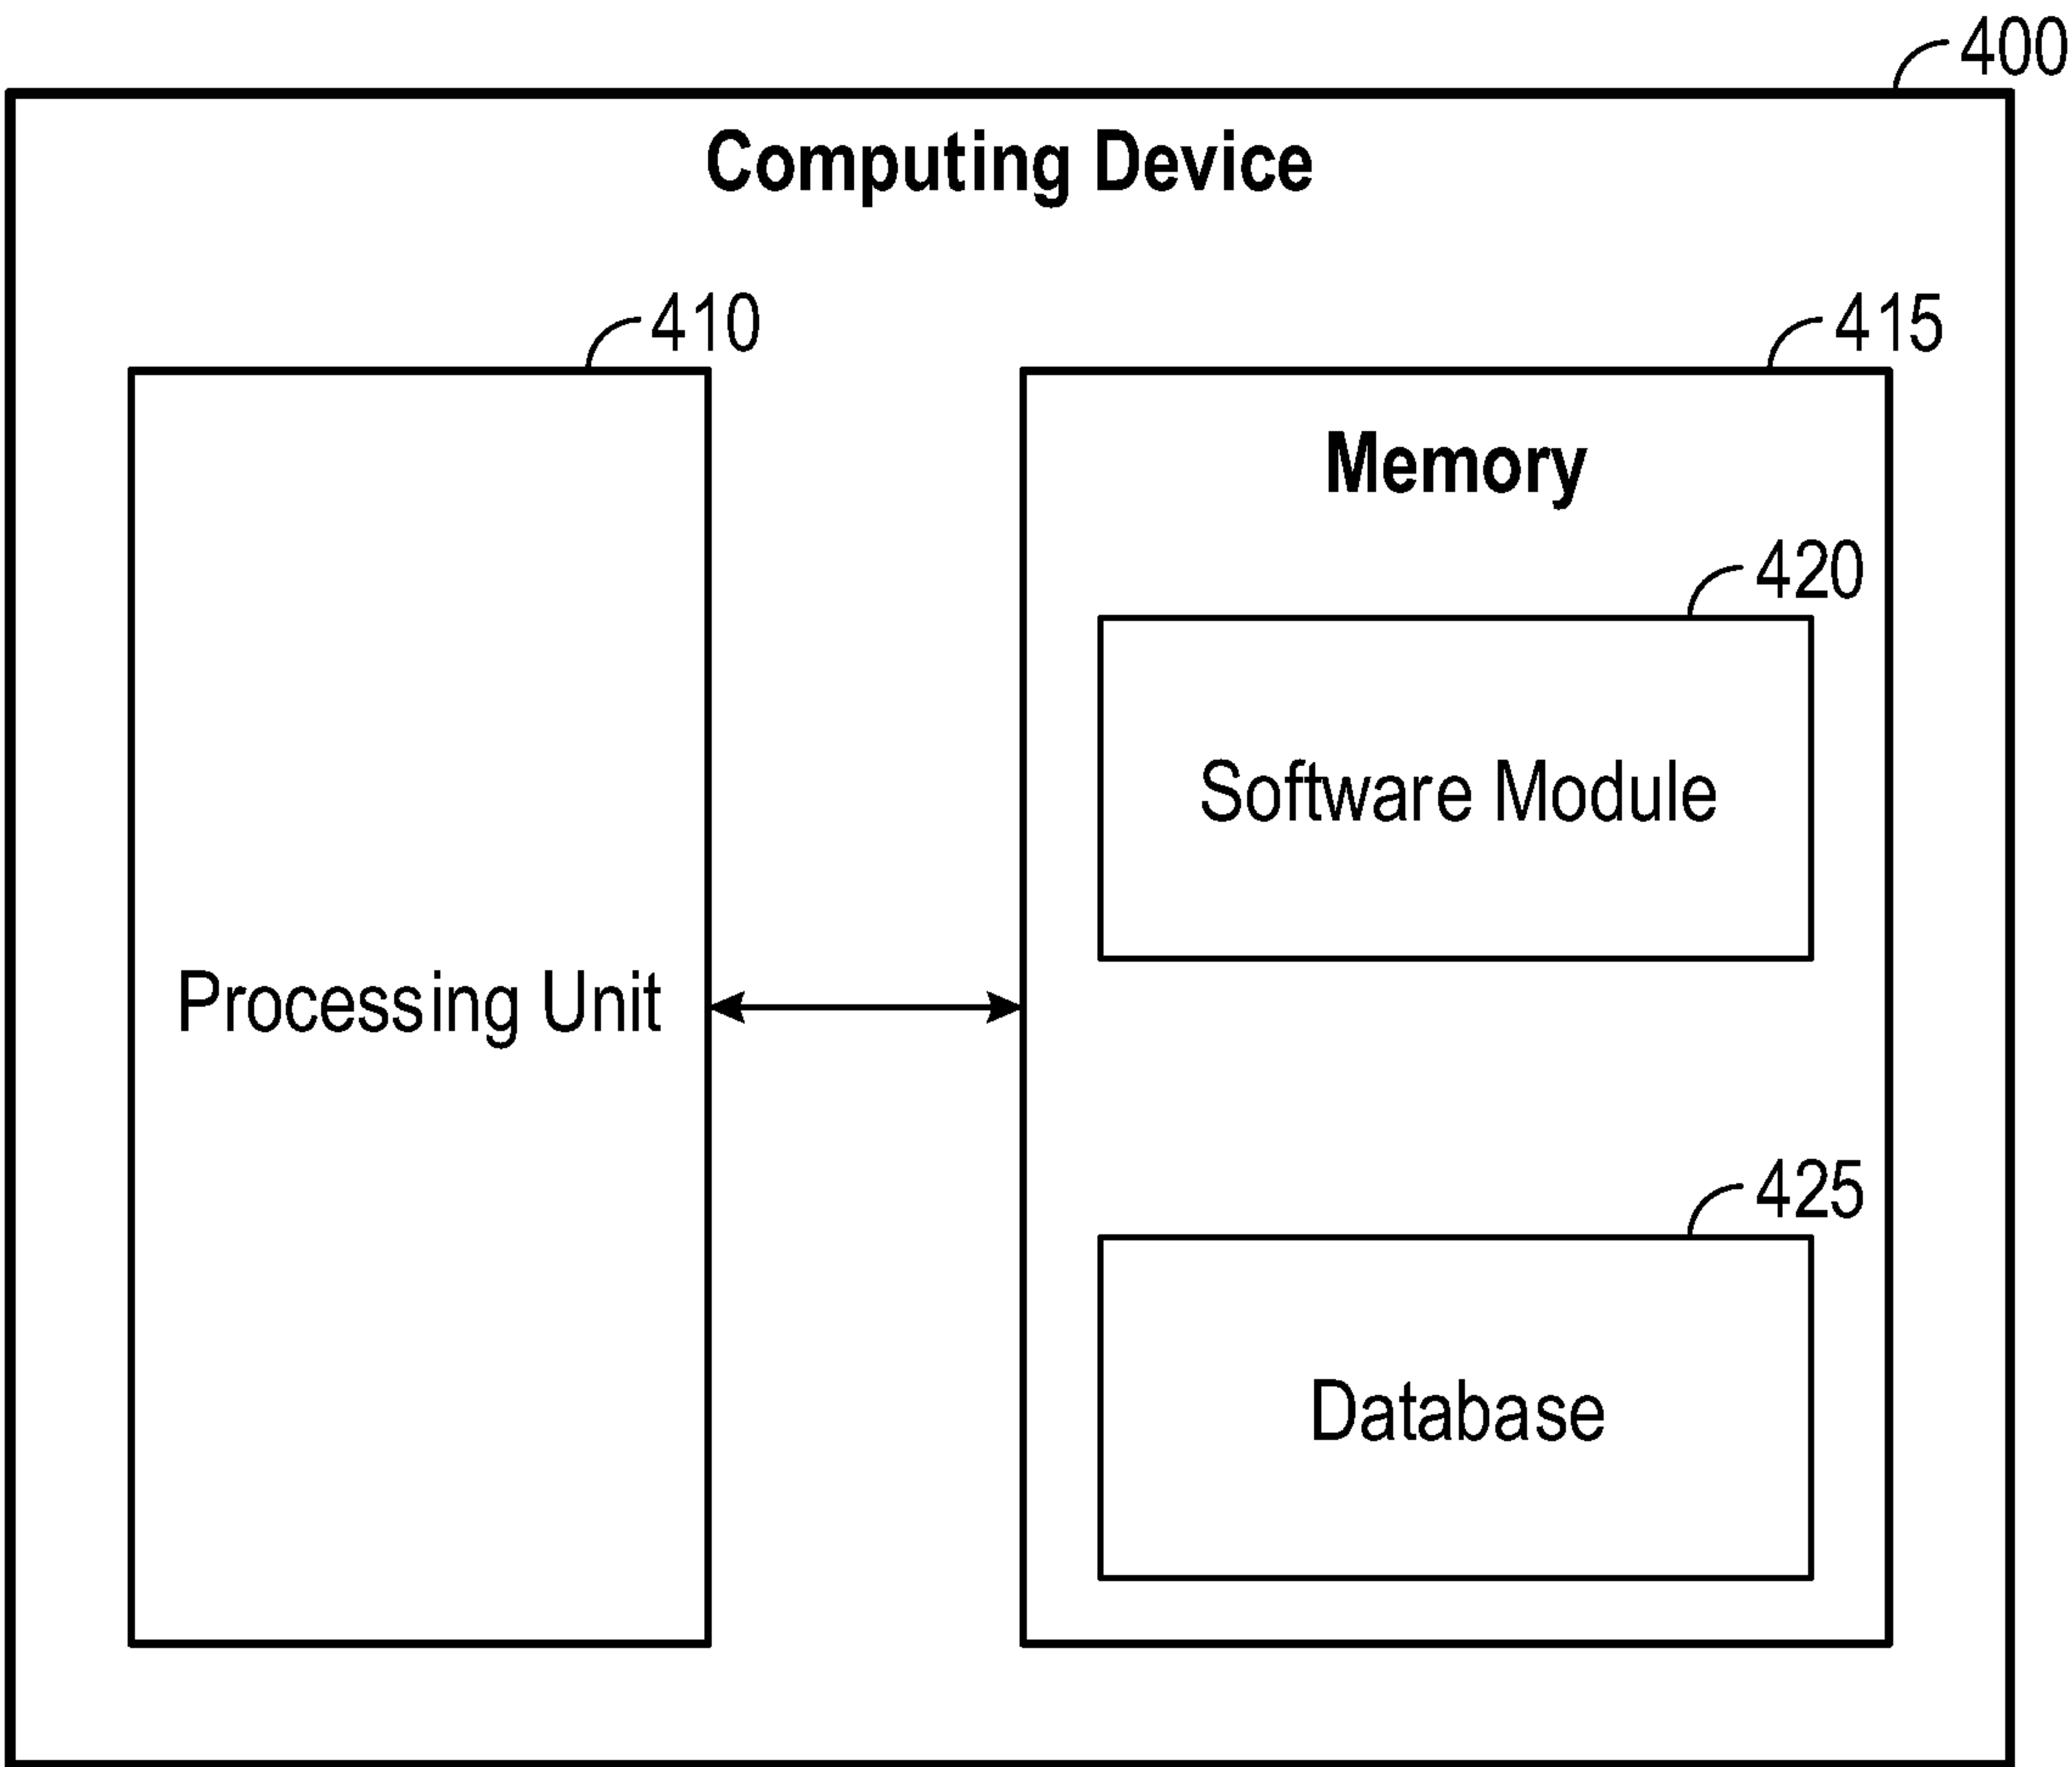 400
Computing Device
410
415
Memory
420
Software Module
Processing Unit
425
Database